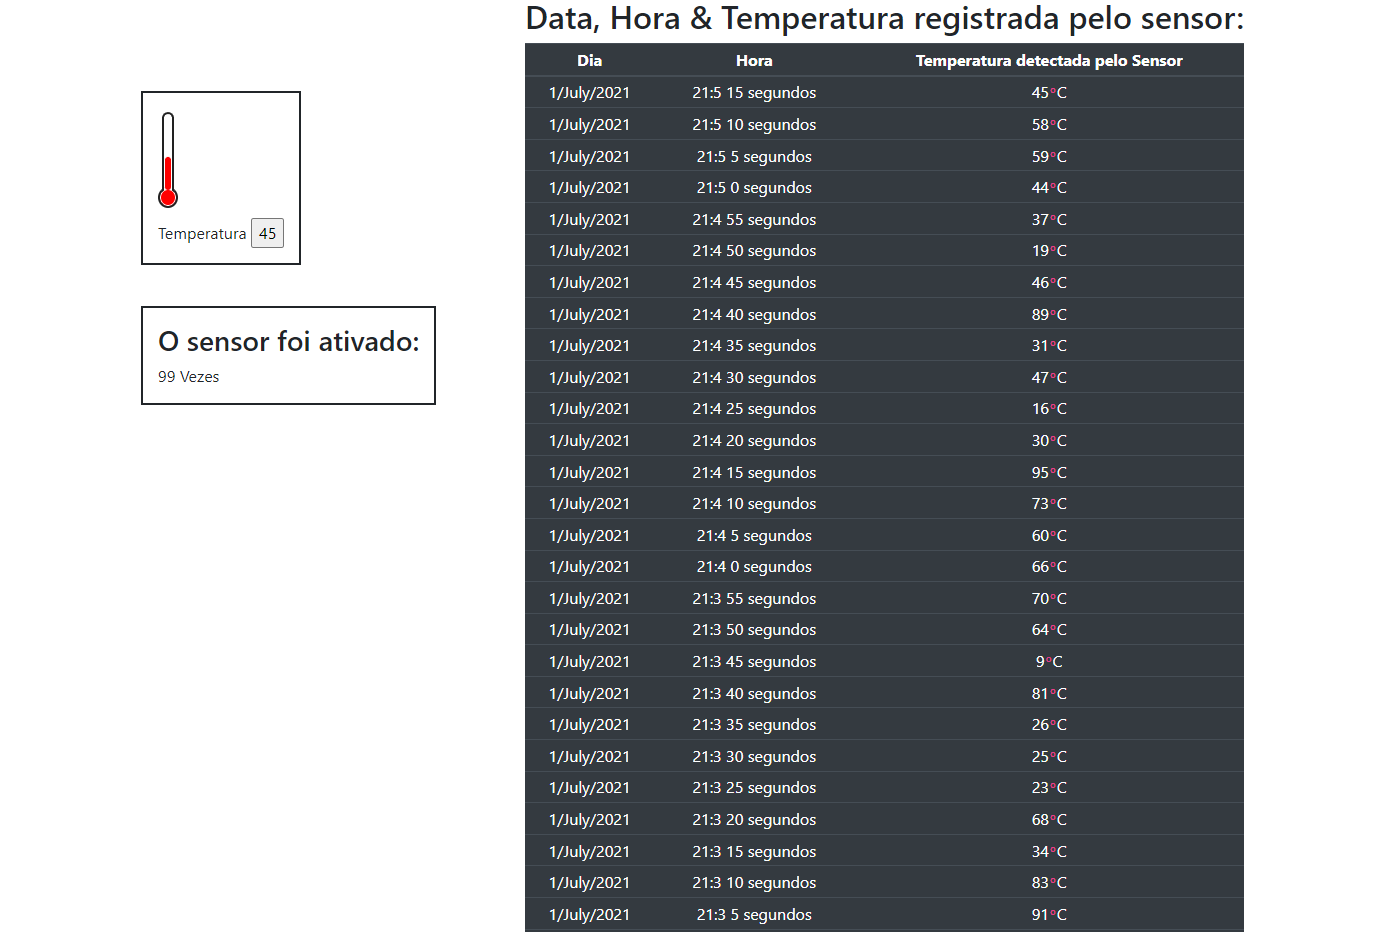 Data, Hora & Temperatura registrada pelo sensor:
Temperatura 45
O sensor foi ativado:
99 Vezes
Dia Hora Temperatura detectada pelo Sensor
1/July/2021 21:5 15 segundos 45°C
1/July/2021 21:5 10 segundos 58°C
1/July/2021 21:5 5 segundos 59°C
1/July/2021 21:5 0 segundos 44°C
1/July/2021 21:4 55 segundos 37°C
1/July/2021 21:4 50 segundos 19°C
1/July/2021 21:4 45 segundos 46°C
1/July/2021 21:4 40 segundos 89°C
1/July/2021 21:4 35 segundos 31°C
1/July/2021 21:4 30 segundos 47°C
1/July/2021 21:4 25 segundos 16°C
1/July/2021 21:4 20 segundos 30°C
1/July/2021 21:4 15 segundos 95°C
1/July/2021 21:4 10 segundos 73°C
1/July/2021 21:4 5 segundos 60°C
1/July/2021 21:4 0 segundos 66°C
1/July/2021 21:3 55 segundos 70°C
1/July/2021 21:3 50 segundos 64°C
1/July/2021 21:3 45 segundos 9°C
1/July/2021 21:3 40 segundos 81°C
1/July/2021 21:3 35 segundos 26°C
1/July/2021 21:3 30 segundos 25°C
1/July/2021 21:3 25 segundos 23°C
1/July/2021 21:3 20 segundos 68°C
1/July/2021 21:3 15 segundos 34°C
1/July/2021 21:3 10 segundos 83°C
1/July/2021 21:3 5 segundos 91°C